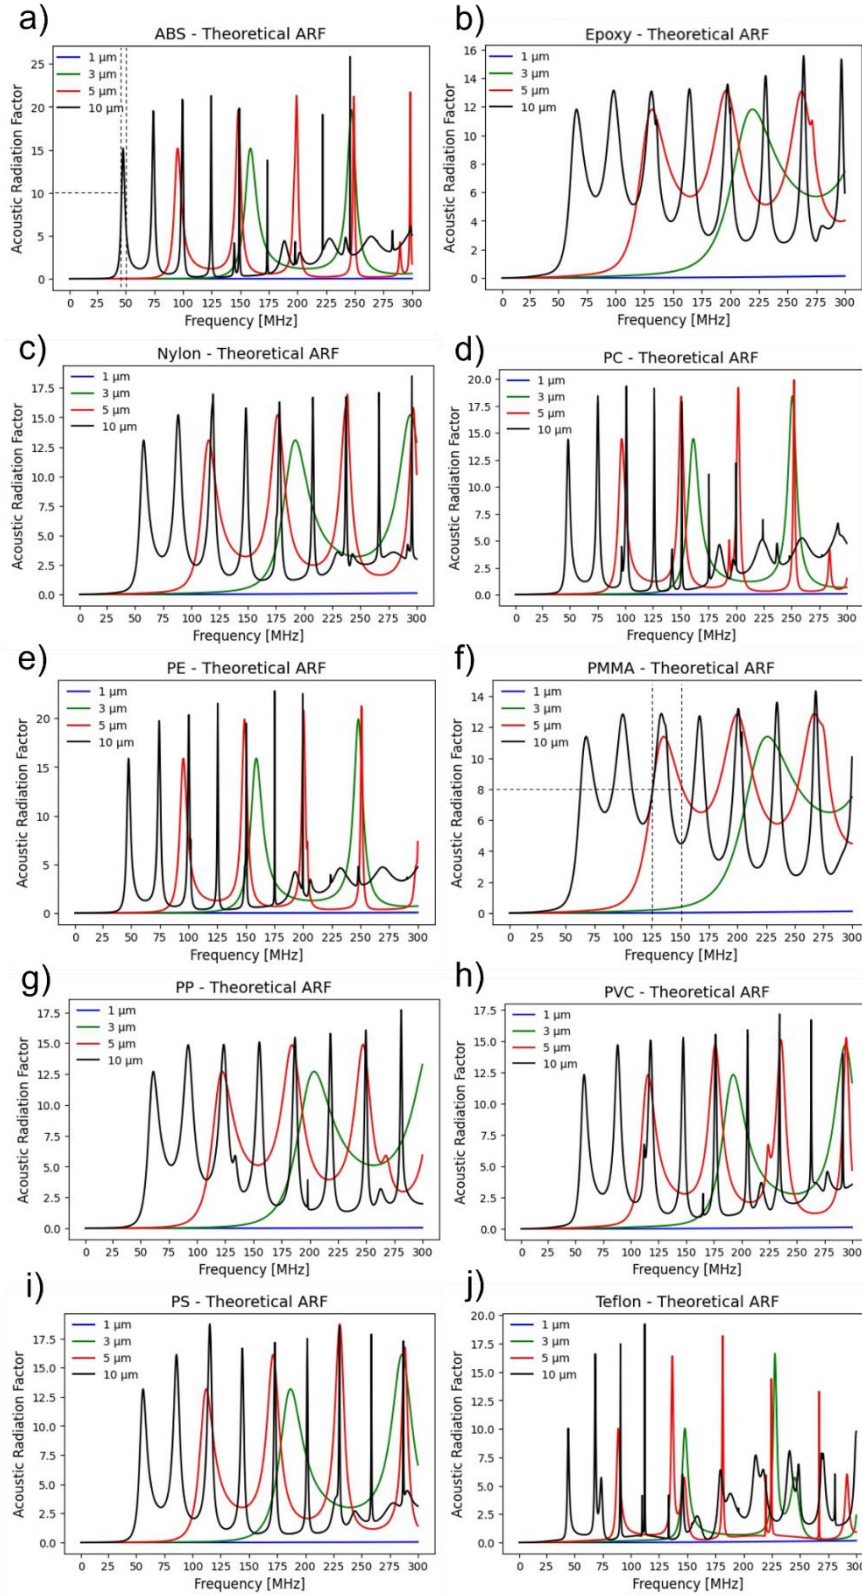 a)
ABS - Theoretical ARF
1 µm
3 µm
5 µm
10 µm
Acoustic Radiation Factor
25
20
15
10
5
0
0 25 50 75 100 125 150 175 200 225 250 275 300
Frequency [MHz]
b)
Epoxy - Theoretical ARF
1 µm
3 µm
5 µm
10 µm
Acoustic Radiation Factor
16
14
12
10
8
6
4
2
0
0 25 50 75 100 125 150 175 200 225 250 275 300
Frequency [MHz]
c)
Nylon - Theoretical ARF
1 µm
3 µm
5 µm
10 µm
Acoustic Radiation Factor
17.5
15.0
12.5
10.0
7.5
5.0
2.5
0.0
0 25 50 75 100 125 150 175 200 225 250 275 300
Frequency [MHz]
d)
PC - Theoretical ARF
1 µm
3 µm
5 µm
10 µm
Acoustic Radiation Factor
20.0
17.5
15.0
12.5
10.0
7.5
5.0
2.5
0.0
0 25 50 75 100 125 150 175 200 225 250 275 300
Frequency [MHz]
e)
PE - Theoretical ARF
1 µm
3 µm
5 µm
10 µm
Acoustic Radiation Factor
20
15
10
5
0
0 25 50 75 100 125 150 175 200 225 250 275 300
Frequency [MHz]
f)
PMMA - Theoretical ARF
1 µm
3 µm
5 µm
10 µm
Acoustic Radiation Factor
14
12
10
8
6
4
2
0
0 25 50 75 100 125 150 175 200 225 250 275 300
Frequency [MHz]
g)
PP - Theoretical ARF
1 µm
3 µm
5 µm
10 µm
Acoustic Radiation Factor
17.5
15.0
12.5
10.0
7.5
5.0
2.5
0.0
0 25 50 75 100 125 150 175 200 225 250 275 300
Frequency [MHz]
h)
PVC - Theoretical ARF
1 µm
3 µm
5 µm
10 µm
Acoustic Radiation Factor
17.5
15.0
12.5
10.0
7.5
5.0
2.5
0.0
0 25 50 75 100 125 150 175 200 225 250 275 300
Frequency [MHz]
i)
PS - Theoretical ARF
1 µm
3 µm
5 µm
10 µm
Acoustic Radiation Factor
17.5
15.0
12.5
10.0
7.5
5.0
2.5
0.0
0 25 50 75 100 125 150 175 200 225 250 275 300
Frequency [MHz]
j)
Teflon - Theoretical ARF
1 µm
3 µm
5 µm
10 µm
Acoustic Radiation Factor
20.0
17.5
15.0
12.5
10.0
7.5
5.0
2.5
0.0
0 25 50 75 100 125 150 175 200 225 250 275 300
Frequency [MHz]